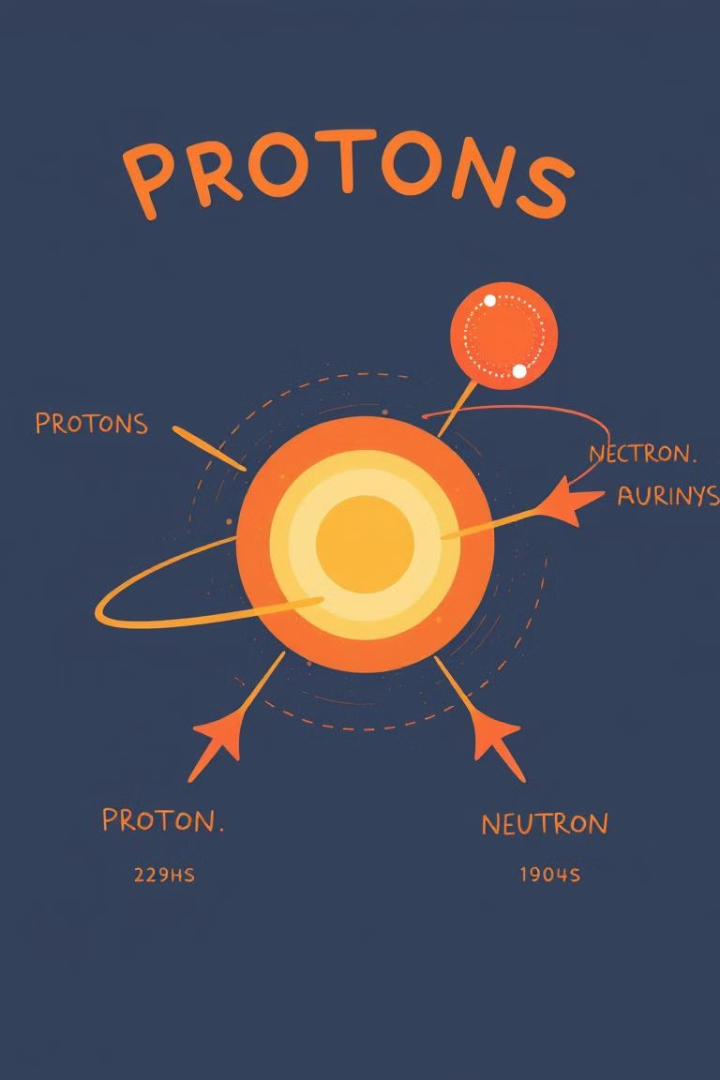 PROTONS
PROTONS
NECTRON.
AURINYS
PROTON.
NEUTRON
229HS
1904S